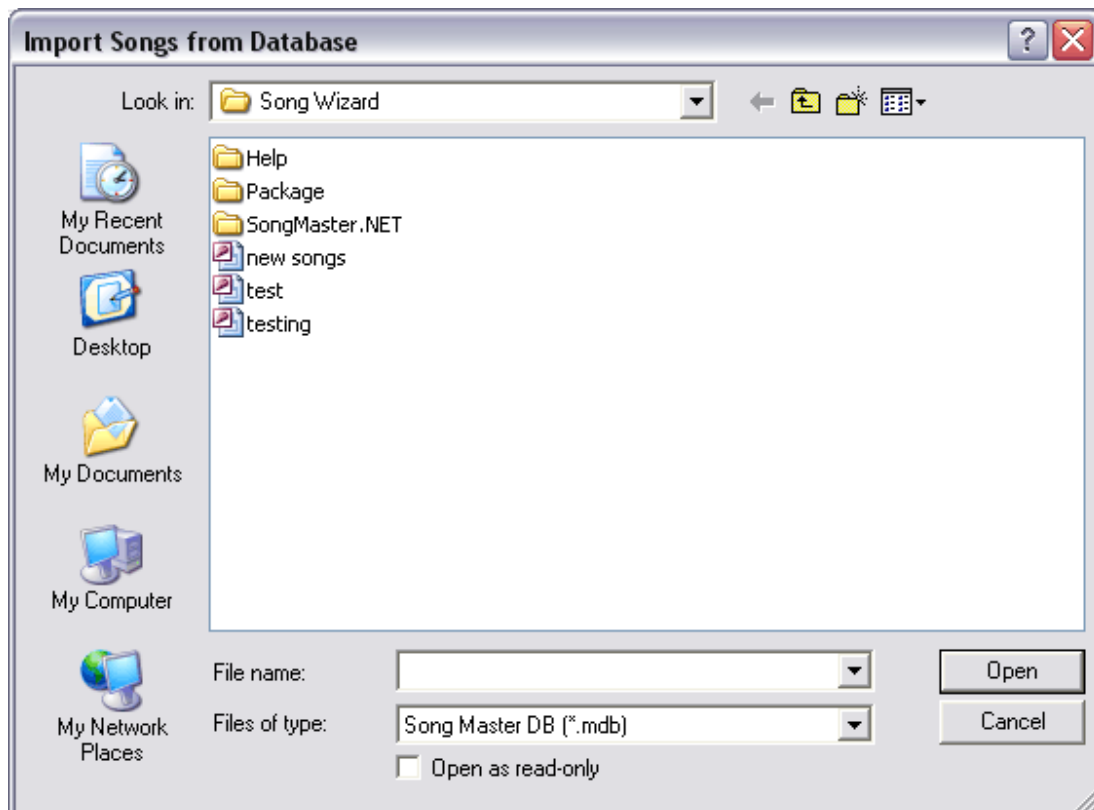 Import Songs from Database
?
Look in: Song Wizard
Help
Package
SongMaster.NET
new songs
test
testing
My Recent
Documents
Desktop
My Documents
My Computer
My Network
Places
File name:
Open
Files of type: Song Master DB (*.mdb)
Cancel
Open as read-only